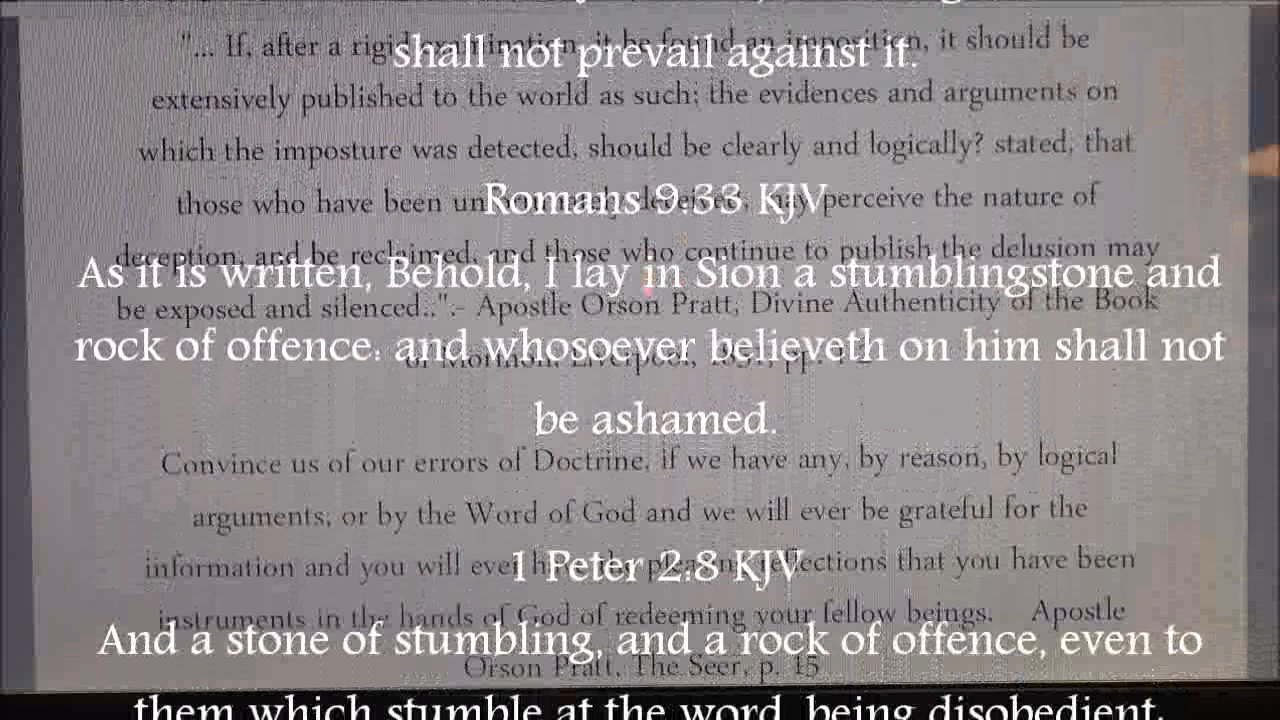 shall not prevail against it.
Romans 9:33 KJV
As it is written, Behold, I lay in Sion a stumblingstone and
rock of offence: and whosoever believeth on him shall not
be ashamed.
1 Peter 2:8 KJV
And a stone of stumbling, and a rock of offence, even to
them which stumble at the word, being disobedient:
"... If, after a rigid examination, it be found an imposition, it should be
extensively published to the world as such; the evidences and arguments on
which the imposture was detected, should be clearly and logically? stated, that
those who have been may perceive the nature of
deception, and be reclaimed, and those who continue to publish the delusion may
be exposed and silenced..".- Apostle Orson Pratt, Divine Authenticity of the Book
of Mormon, Liverpool,
Convince us of our errors of Doctrine, if we have any, by reason, by logical
arguments, or by the Word of God and we will ever be grateful for the
information and you will ever have the pleasing reflections that you have been
instruments in the hands of God of redeeming your fellow beings. Apostle
Orson Pratt, The Seer, p. 15